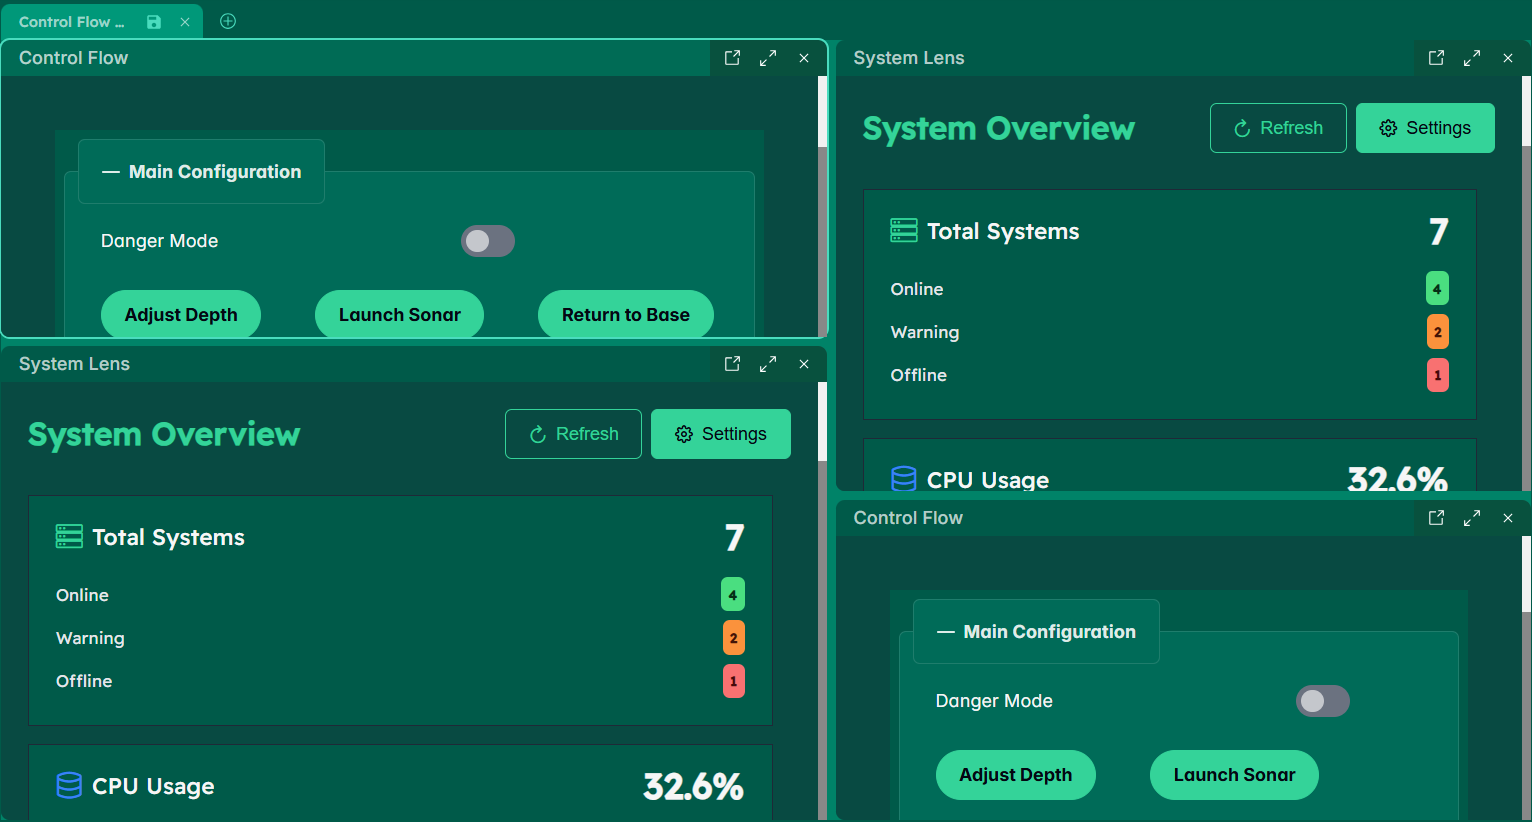 Control Flow ...
Control Flow
Main Configuration
Danger Mode
Adjust Depth Launch Sonar Return to Base
System Lens
System Overview Refresh Settings
Total Systems 7
Online 4
Warning 2
Offline 1
CPU Usage 32.6%
System Lens
System Overview Refresh Settings
Total Systems 7
Online 4
Warning 2
Offline 1
CPU Usage 32.6%
Control Flow
Main Configuration
Danger Mode
Adjust Depth Launch Sonar